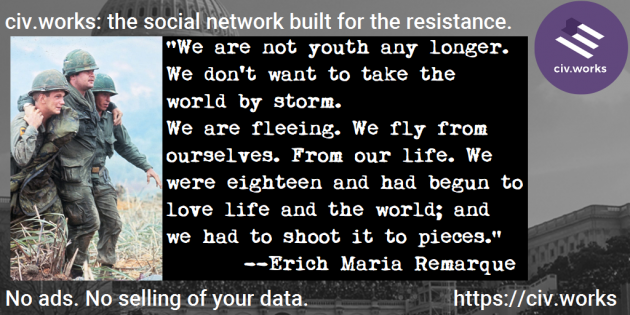 civ.works: the social network built for the resistance.
civ.works
"We are not youth any longer.
We don't want to take the
world by storm.
We are fleeing. We fly from
ourselves. From our life. We
were eighteen and had begun to
love life and the world; and
we had to shoot it to pieces."
--Erich Maria Remarque
No ads. No selling of your data.
https://civ.works